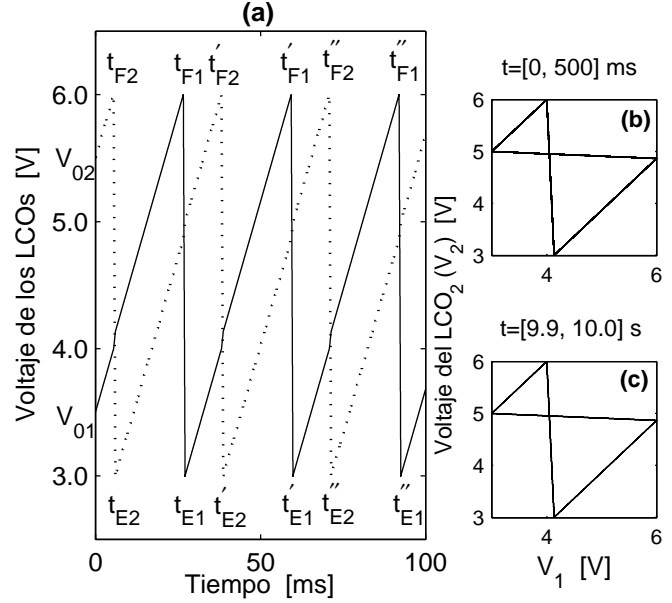 (a)
t_F2 t_F1 t'_F2 t'_F1 t''_F2 t''_F1
6.0
V_02
5.0
4.0
V_01
3.0
t_E2 t_E1 t'_E2 t'_E1 t''_E2 t''_E1
0 50 100
Tiempo [ms]
Voltaje de los LCOs [V]
t=[0, 500] ms
(b)
6
5
4
3
4 6
t=[9.9, 10.0] s
(c)
6
5
4
3
4 6
V_1 [V]
Voltaje del LCO_2 (V_2) [V]